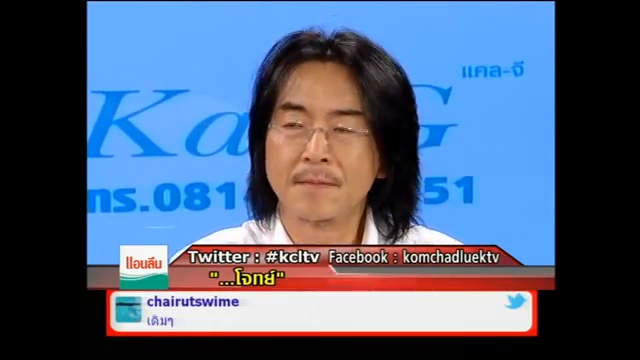 แคล-จี
Ka G
โทร.081 51
แอนลีน
Twitter : #kcltv Facebook : komchadluektv
"...โจทย์"
chairutswime
เดิมๆ